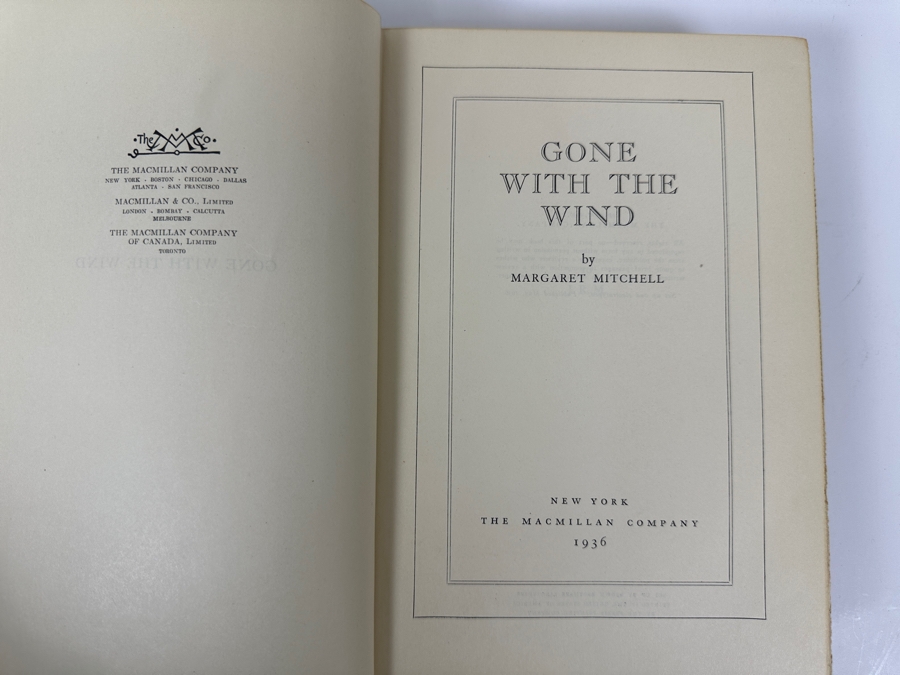 The M Co
THE MACMILLAN COMPANY
NEW YORK · BOSTON · CHICAGO · DALLAS
ATLANTA · SAN FRANCISCO
MACMILLAN & CO., LIMITED
LONDON · BOMBAY · CALCUTTA
MELBOURNE
THE MACMILLAN COMPANY
OF CANADA, LIMITED
TORONTO
GONE
WITH THE
WIND
by
MARGARET MITCHELL
NEW YORK
THE MACMILLAN COMPANY
1936